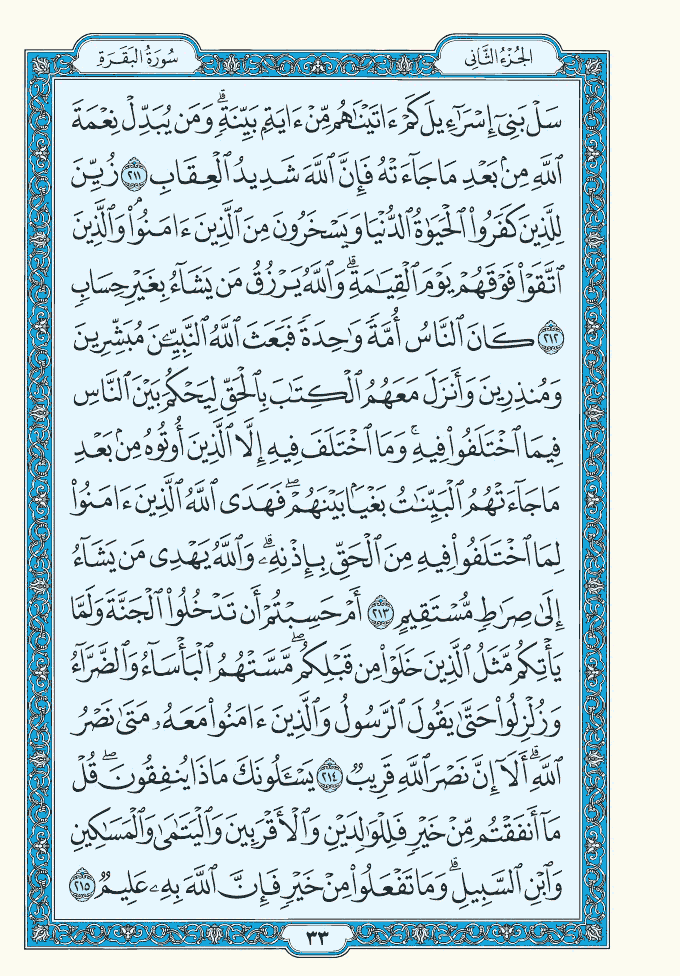 الجُزْءُ الثَّانِي
سُورَةُ البَقَرَةِ
سَلْ بَنِىٓ إِسْرَٰٓءِيلَ كَمْ ءَاتَيْنَٰهُم مِّنْ ءَايَةٍۭ بَيِّنَةٍۗ وَمَن يُبَدِّلْ نِعْمَةَ
ٱللَّهِ مِنۢ بَعْدِ مَا جَآءَتْهُ فَإِنَّ ٱللَّهَ شَدِيدُ ٱلْعِقَابِ ٢١١ زُيِّنَ
لِلَّذِينَ كَفَرُوا۟ ٱلْحَيَوٰةُ ٱلدُّنْيَا وَيَسْخَرُونَ مِنَ ٱلَّذِينَ ءَامَنُوا۟ۘ وَٱلَّذِينَ
ٱتَّقَوْا۟ فَوْقَهُمْ يَوْمَ ٱلْقِيَٰمَةِۗ وَٱللَّهُ يَرْزُقُ مَن يَشَآءُ بِغَيْرِ حِسَابٍ
٢١٢ كَانَ ٱلنَّاسُ أُمَّةً وَٰحِدَةً فَبَعَثَ ٱللَّهُ ٱلنَّبِيِّـۧنَ مُبَشِّرِينَ
وَمُنذِرِينَ وَأَنزَلَ مَعَهُمُ ٱلْكِتَٰبَ بِٱلْحَقِّ لِيَحْكُمَ بَيْنَ ٱلنَّاسِ
فِيمَا ٱخْتَلَفُوا۟ فِيهِۚ وَمَا ٱخْتَلَفَ فِيهِ إِلَّا ٱلَّذِينَ أُوتُوهُ مِنۢ بَعْدِ
مَا جَآءَتْهُمُ ٱلْبَيِّنَٰتُ بَغْيًۢا بَيْنَهُمْۖ فَهَدَى ٱللَّهُ ٱلَّذِينَ ءَامَنُوا۟
لِمَا ٱخْتَلَفُوا۟ فِيهِ مِنَ ٱلْحَقِّ بِإِذْنِهِۦۗ وَٱللَّهُ يَهْدِى مَن يَشَآءُ
إِلَىٰ صِرَٰطٍ مُّسْتَقِيمٍ ٢١٣ أَمْ حَسِبْتُمْ أَن تَدْخُلُوا۟ ٱلْجَنَّةَ وَلَمَّا
يَأْتِكُم مَّثَلُ ٱلَّذِينَ خَلَوْا۟ مِن قَبْلِكُمۖ مَّسَّتْهُمُ ٱلْبَأْسَآءُ وَٱلضَّرَّآءُ
وَزُلْزِلُوا۟ حَتَّىٰ يَقُولَ ٱلرَّسُولُ وَٱلَّذِينَ ءَامَنُوا۟ مَعَهُۥ مَتَىٰ نَصْرُ
ٱللَّهِۗ أَلَآ إِنَّ نَصْرَ ٱللَّهِ قَرِيبٌ ٢١٤ يَسْـَٔلُونَكَ مَاذَا يُنفِقُونَۖ قُلْ
مَآ أَنفَقْتُم مِّنْ خَيْرٍ فَلِلْوَٰلِدَيْنِ وَٱلْأَقْرَبِينَ وَٱلْيَتَٰمَىٰ وَٱلْمَسَٰكِينِ
وَٱبْنِ ٱلسَّبِيلِۗ وَمَا تَفْعَلُوا۟ مِنْ خَيْرٍ فَإِنَّ ٱللَّهَ بِهِۦ عَلِيمٌ ٢١٥
٣٣